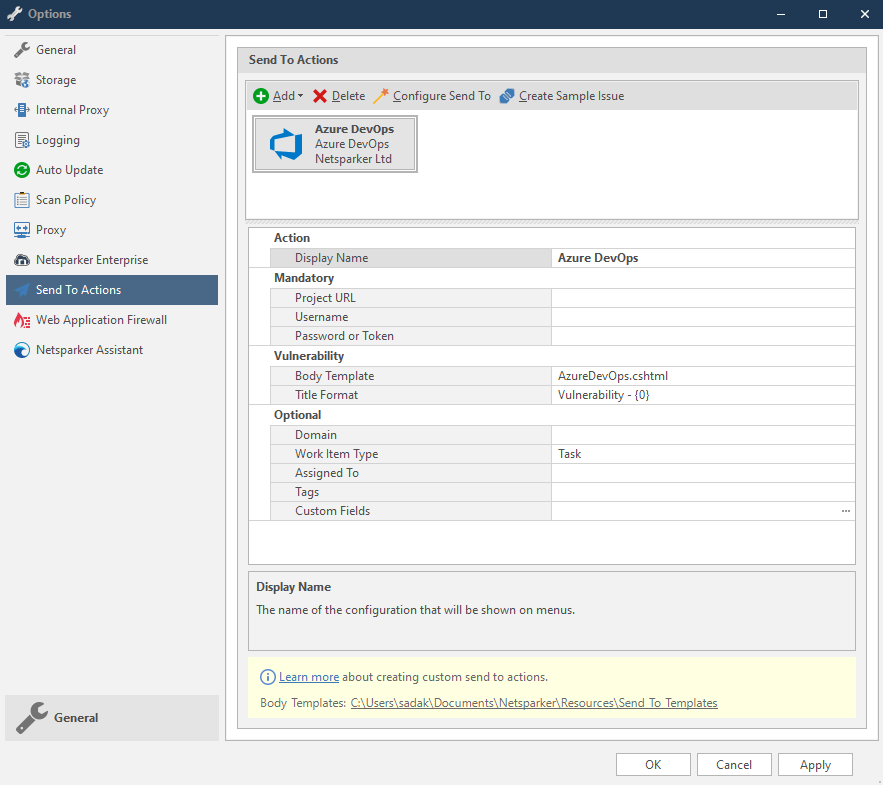 Options
General
Storage
Internal Proxy
Logging
Auto Update
Scan Policy
Proxy
Netsparker Enterprise
Send To Actions
Web Application Firewall
Netsparker Assistant
General
Send To Actions
Add Delete Configure Send To Create Sample Issue
Azure DevOps
Azure DevOps
Netsparker Ltd
Action
Display Name Azure DevOps
Mandatory
Project URL
Username
Password or Token
Vulnerability
Body Template AzureDevOps.cshtml
Title Format Vulnerability - {0}
Optional
Domain
Work Item Type Task
Assigned To
Tags
Custom Fields ...
Display Name
The name of the configuration that will be shown on menus.
Learn more about creating custom send to actions.
Body Templates: C:\Users\sadak\Documents\Netsparker\Resources\Send To Templates
OK Cancel Apply